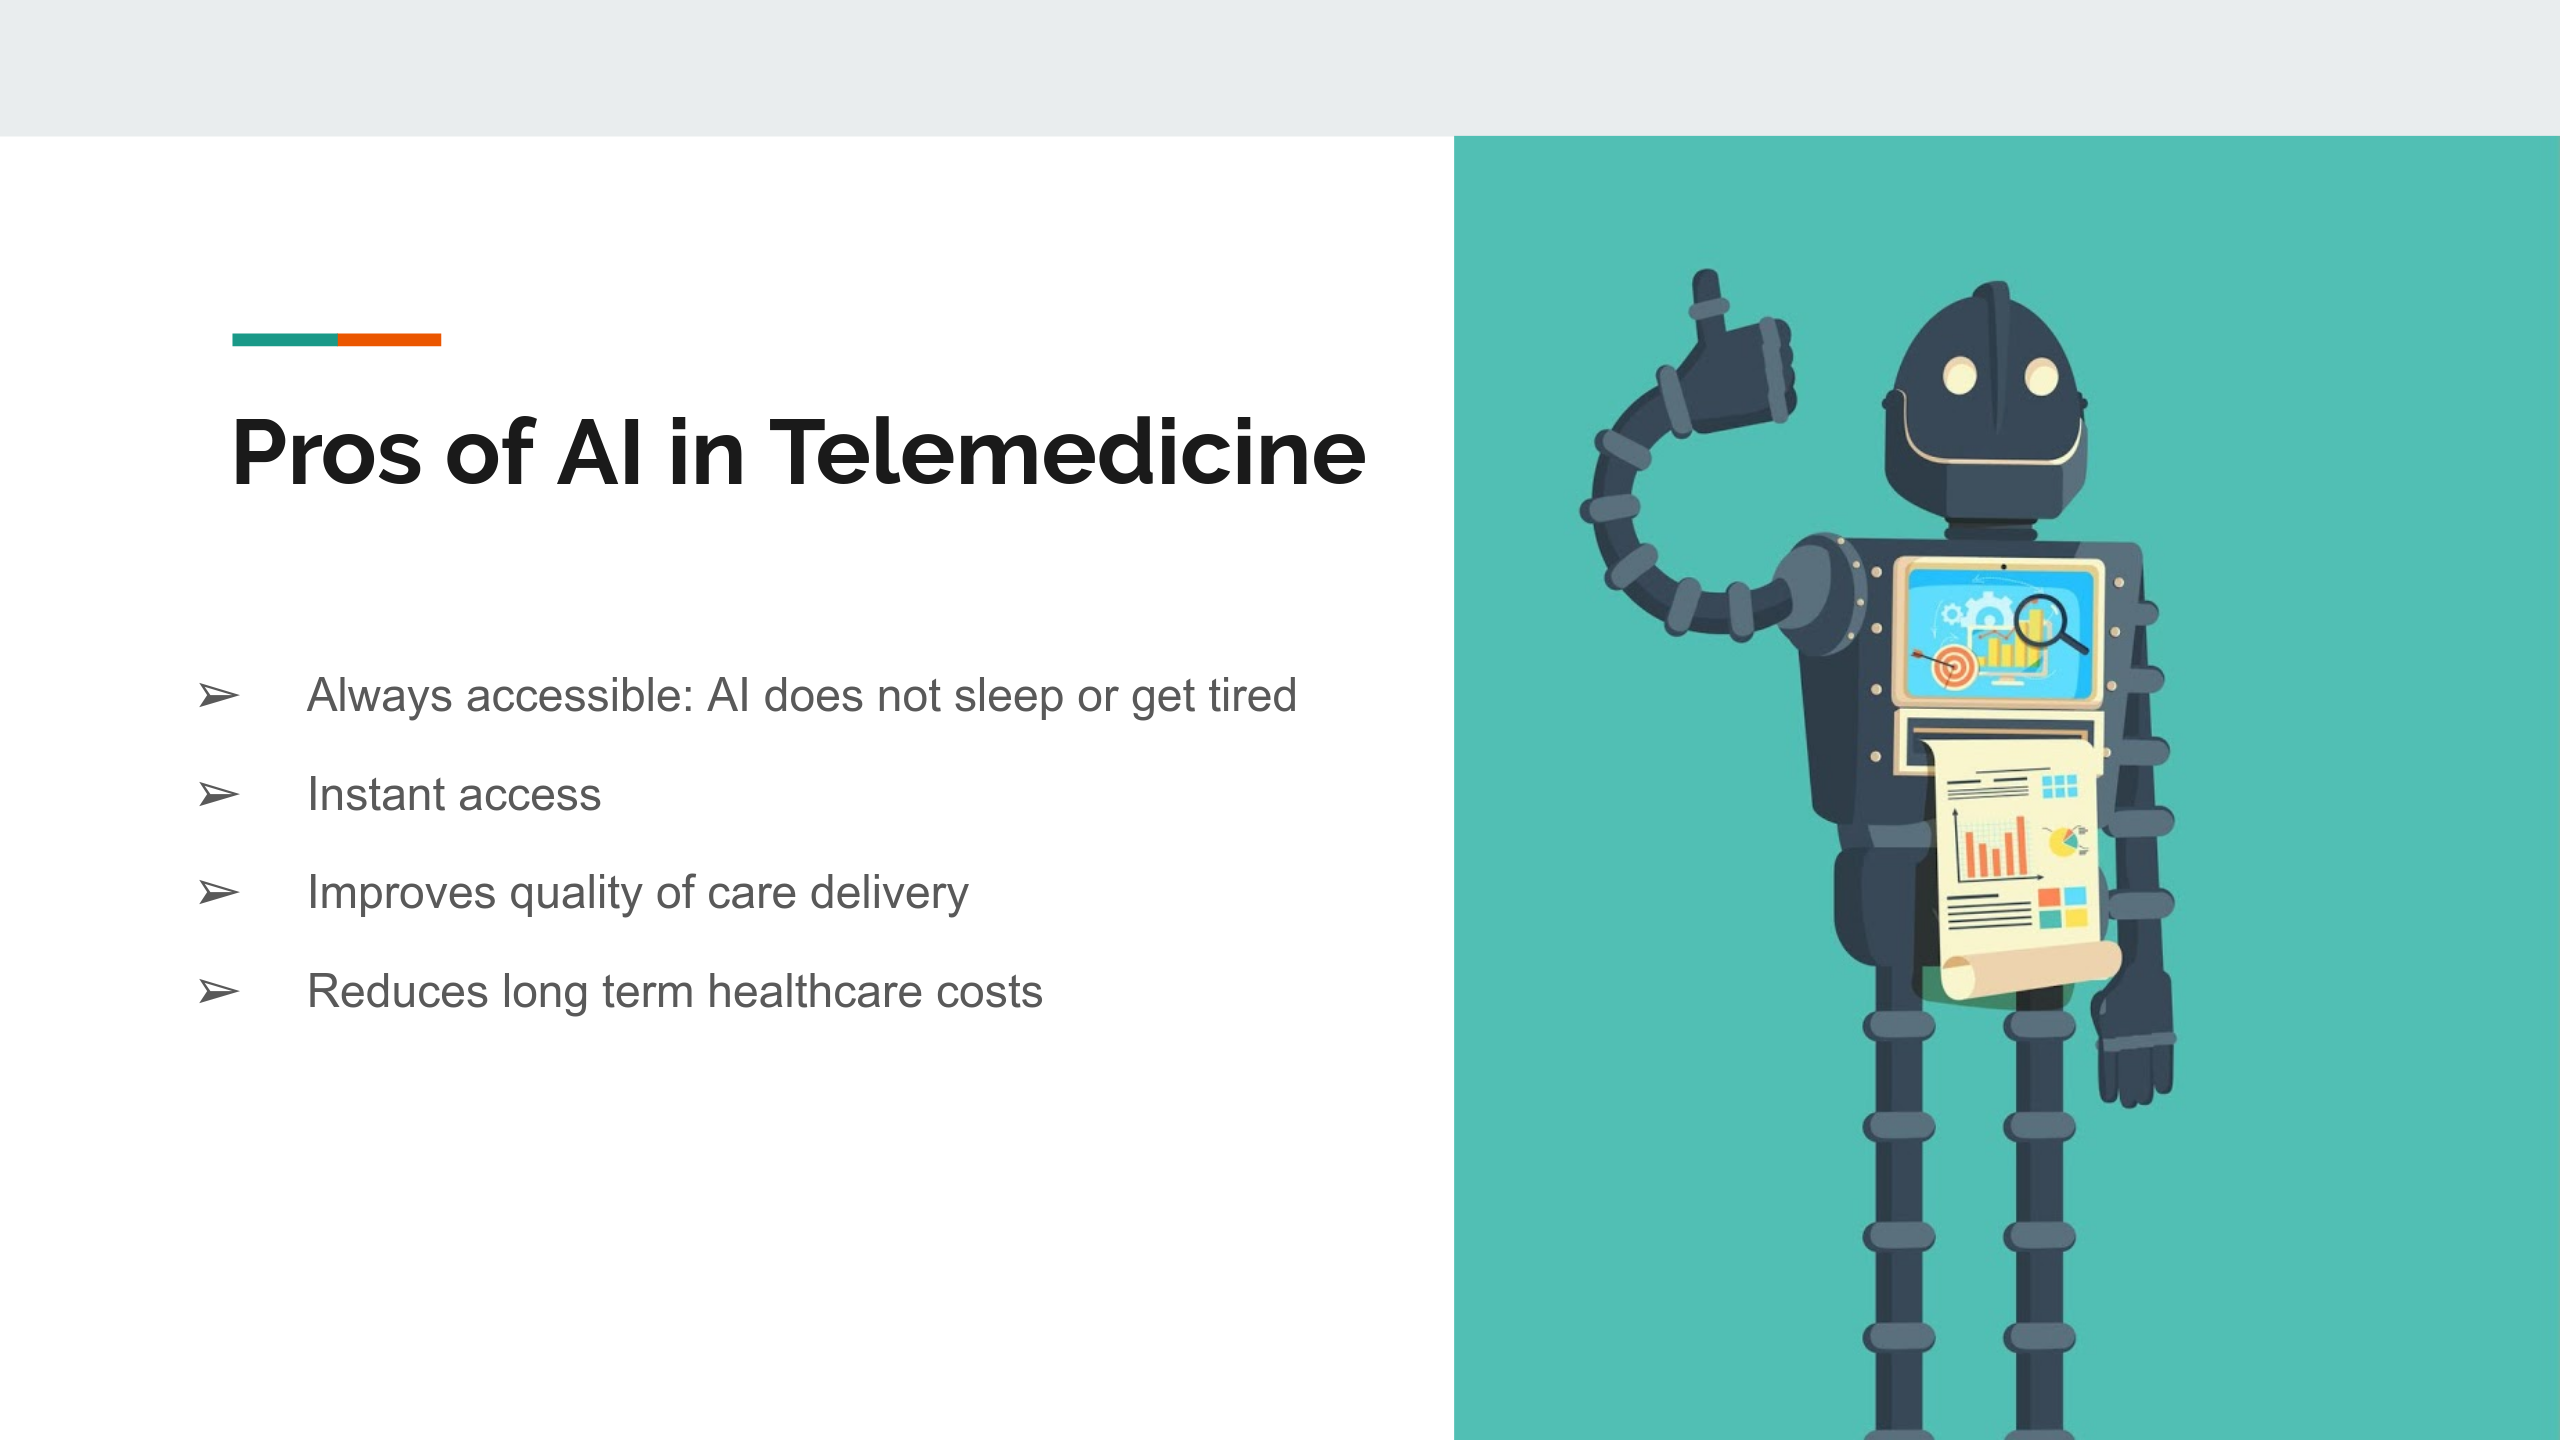 Pros of AI in Telemedicine
➢ Always accessible: AI does not sleep or get tired
➢ Instant access
➢ Improves quality of care delivery
➢ Reduces long term healthcare costs